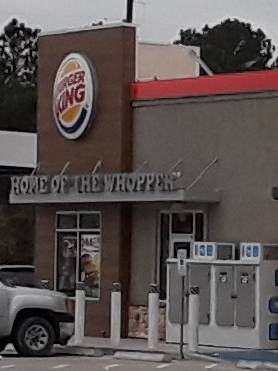 BURGER
KING
HOME OF THE WHOPPER
ICE ICE